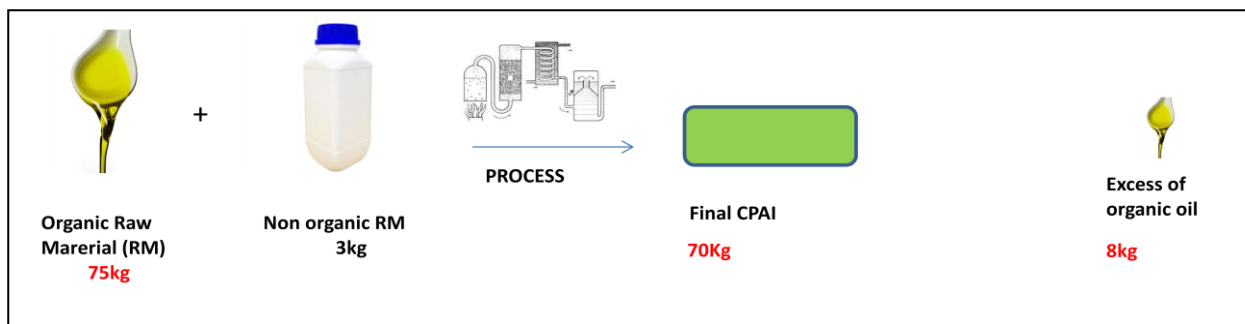 +
PROCESS
Organic Raw
Marerial (RM)
75kg
Non organic RM
3kg
Final CPAI
70Kg
Excess of
organic oil
8kg